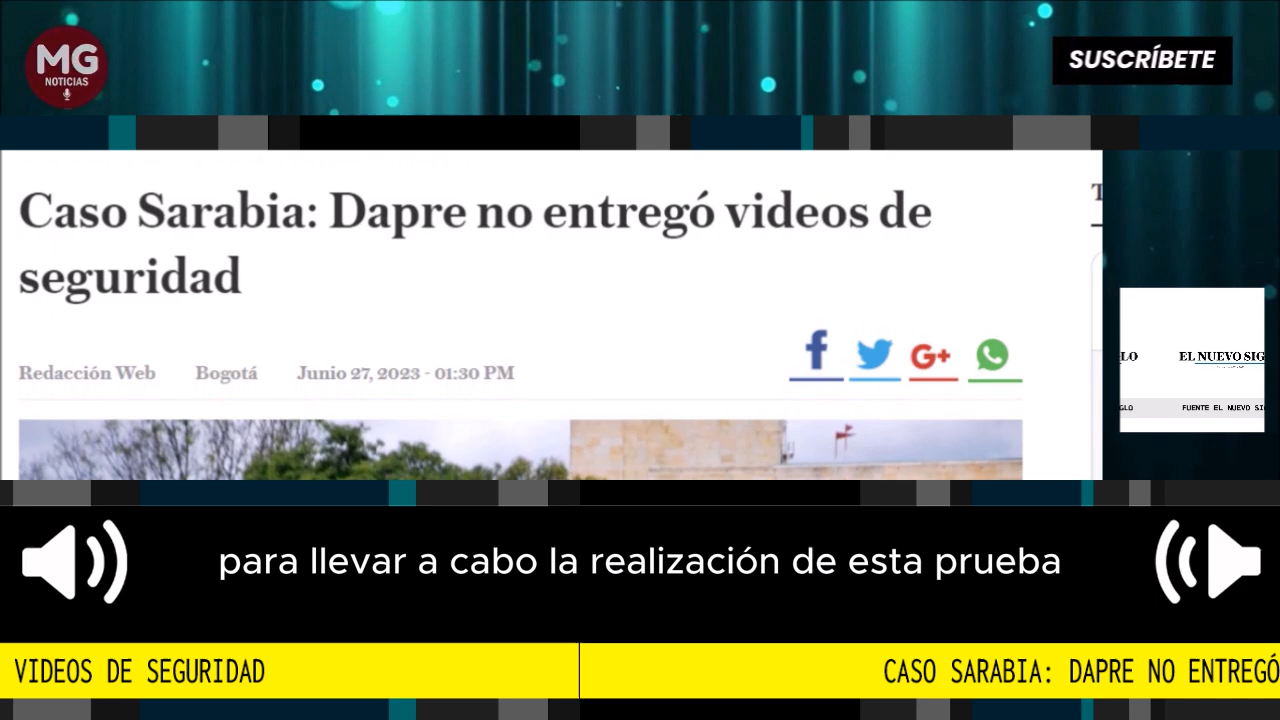 MG
NOTICIAS
SUSCRÍBETE
Caso Sarabia: Dapre no entregó videos de
seguridad
Redacción Web Bogotá Junio 27, 2023 - 01:30 PM
f G+
T
LO EL NUEVO SIG
GLO FUENTE EL NUEVO SI
para llevar a cabo la realización de esta prueba
VIDEOS DE SEGURIDAD CASO SARABIA: DAPRE NO ENTREGÓ